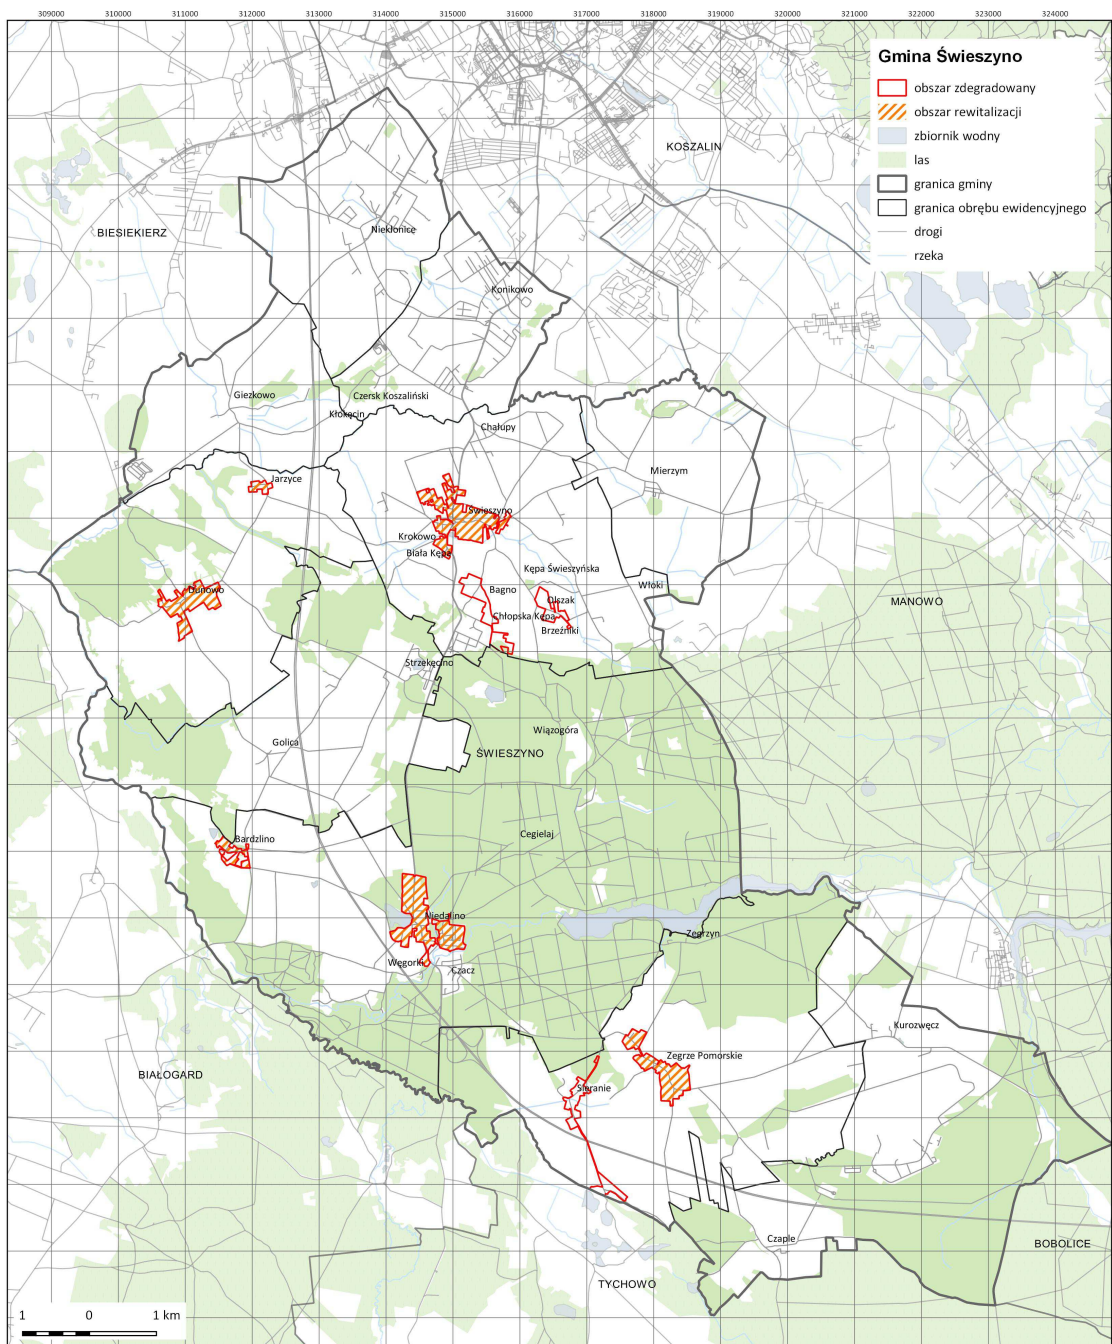 309000 310000 311000 312000 313000 314000 315000 316000 317000 318000 319000 320000 321000 322000 323000 324000
Gmina Świeszyno
obszar zdegradowany
obszar rewitalizacji
zbiornik wodny
las
granica gminy
granica obrębu ewidencyjnego
drogi
rzeka
KOSZALIN
BIESIEKIERZ
Niekłonice
Konikowo
Giezkowo
Czersk Koszaliński
Kłokęcin
Chałupy
Mierzym
Jarzyce
Świeszyno
Krokowo
Biała Kępa
Kępa Świeszyńska
Włoki
Dunowo
Bagno
Olszak
MANOWO
Chłopska Kępa
Brzeźniki
Strzekęcino
Wiązogóra
Golica
ŚWIESZYNO
Cegielaj
Bardzlino
Niedalino
Zegrzyn
Węgorki
Czacz
Kurozwęcz
Zegrze Pomorskie
BIAŁOGARD
Sieranie
Czaple
BOBOLICE
TYCHOWO
1 0 1 km